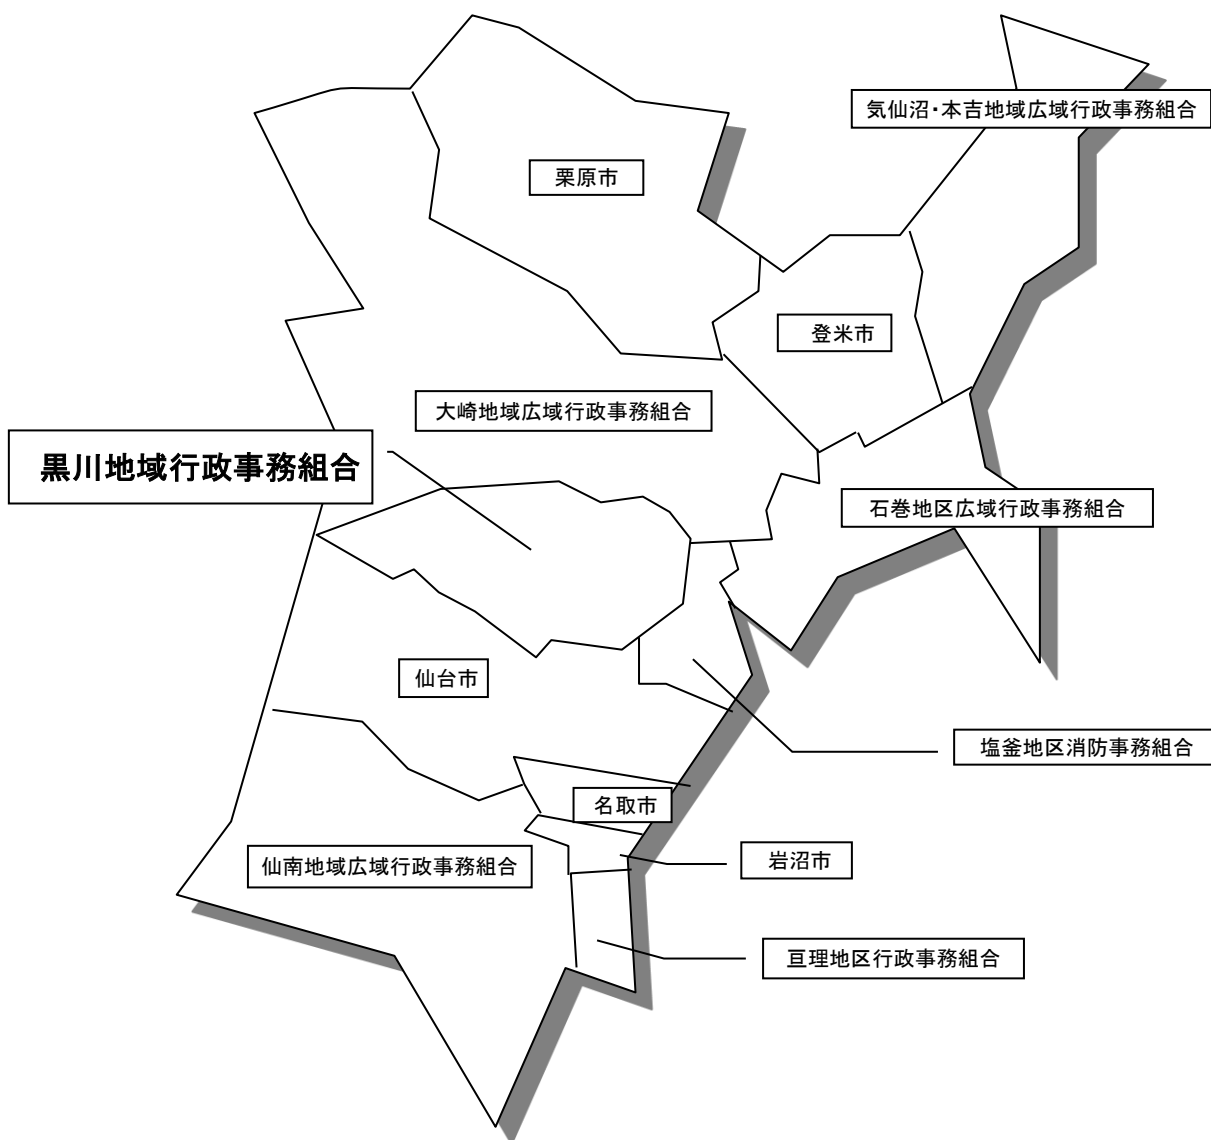 気仙沼・本吉地域広域行政事務組合
栗原市
登米市
大崎地域広域行政事務組合
黒川地域行政事務組合
石巻地区広域行政事務組合
仙台市
塩釜地区消防事務組合
名取市
岩沼市
仙南地域広域行政事務組合
亘理地区行政事務組合